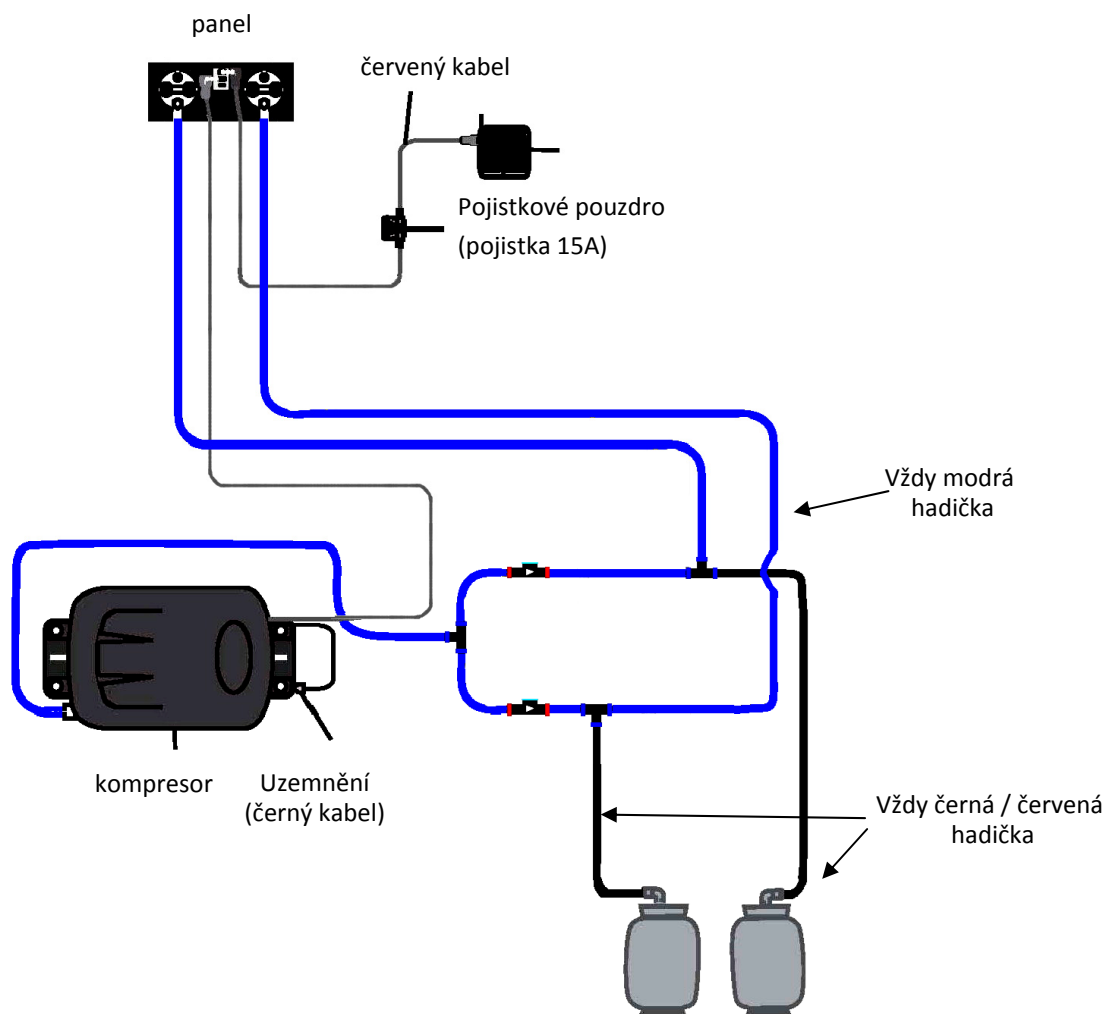 panel
červený kabel
Pojistkové pouzdro
(pojistka 15A)
Vždy modrá
hadička
kompresor
Uzemnění
(černý kabel)
Vždy černá / červená
hadička